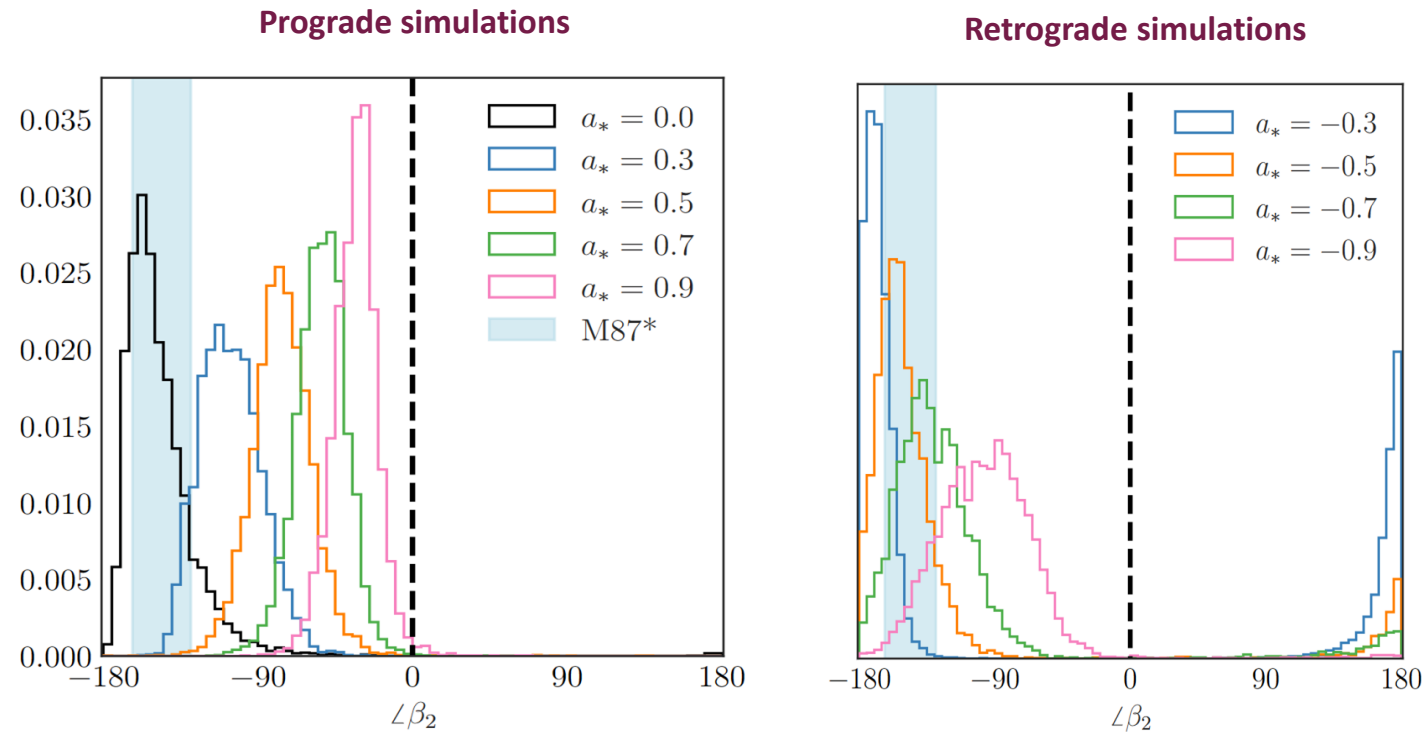 Prograde simulations
0.035
0.030
0.025
0.020
0.015
0.010
0.005
0.000
−180
−90
0
90
180
∠β₂
a* = 0.0
a* = 0.3
a* = 0.5
a* = 0.7
a* = 0.9
M87*
Retrograde simulations
a* = −0.3
a* = −0.5
a* = −0.7
a* = −0.9
−180
−90
0
90
180
∠β₂